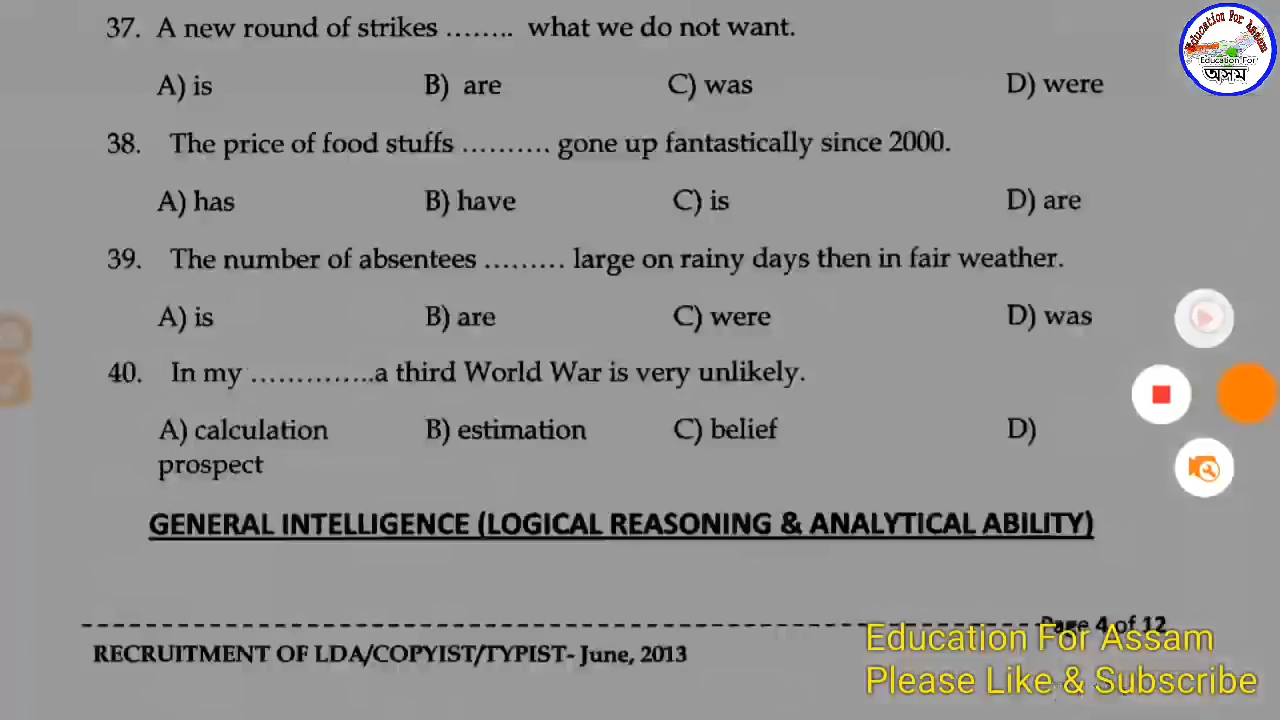 37. A new round of strikes …….. what we do not want.
A) is B) are C) was D) were
38. The price of food stuffs ………. gone up fantastically since 2000.
A) has B) have C) is D) are
39. The number of absentees ……… large on rainy days then in fair weather.
A) is B) are C) were D) was
40. In my …………..a third World War is very unlikely.
A) calculation B) estimation C) belief D)
prospect
GENERAL INTELLIGENCE (LOGICAL REASONING & ANALYTICAL ABILITY)
Page 4 of 12
RECRUITMENT OF LDA/COPYIST/TYPIST- June, 2013
Education For Assam
Please Like & Subscribe
Education For Assam
Education For
অসম